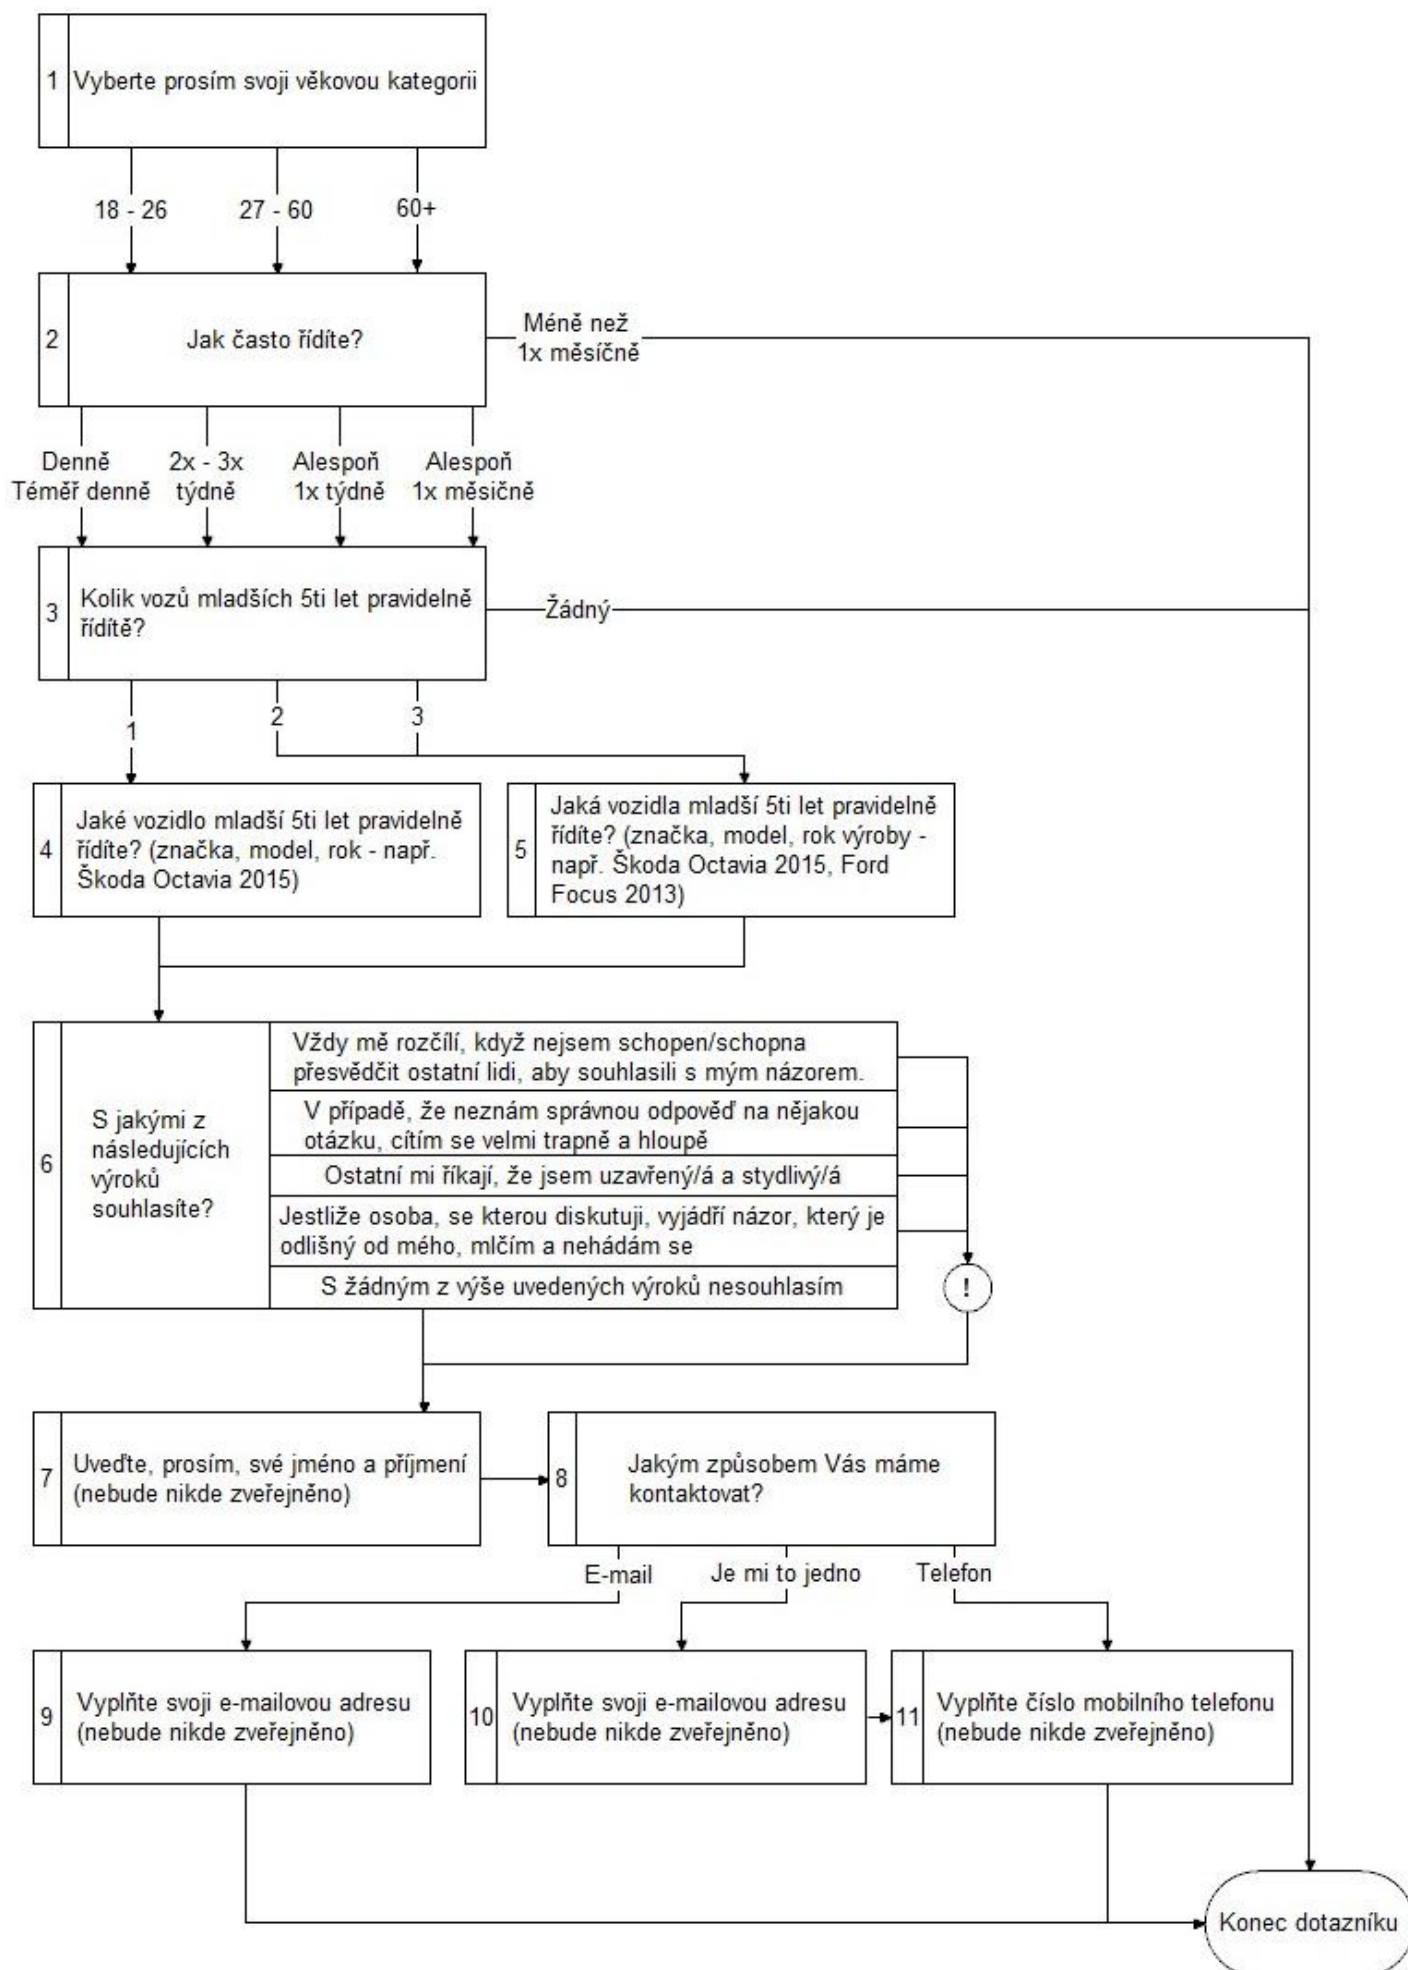 1
Vyberte prosím svoji věkovou kategorii
18 - 26
27 - 60
60+
2
Jak často řídíte?
Méně než
1x měsíčně
Denně
Téměř denně
2x - 3x
týdně
Alespoň
1x týdně
Alespoň
1x měsičně
3
Kolik vozů mladších 5ti let pravidelně
řídítě?
Žádný
1
2
3
4
Jaké vozidlo mladší 5ti let pravidelně
řídíte? (značka, model, rok - např.
Škoda Octavia 2015)
5
Jaká vozidla mladší 5ti let pravidelně
řídíte? (značka, model, rok výroby -
např. Škoda Octavia 2015, Ford
Focus 2013)
6
S jakými z
následujících
výroků
souhlasíte?
Vždy mě rozčílí, když nejsem schopen/schopna
přesvědčit ostatní lidi, aby souhlasili s mým názorem.
V případě, že neznám správnou odpověď na nějakou
otázku, cítím se velmi trapně a hloupě
Ostatní mi říkají, že jsem uzavřený/á a stydlivý/á
Jestliže osoba, se kterou diskutuji, vyjádří názor, který je
odlišný od mého, mlčím a nehádám se
S žádným z výše uvedených výroků nesouhlasím
!
7
Uveďte, prosím, své jméno a příjmení
(nebude nikde zveřejněno)
8
Jakým způsobem Vás máme
kontaktovat?
E-mail
Je mi to jedno
Telefon
9
Vyplňte svoji e-mailovou adresu
(nebude nikde zveřejněno)
10
Vyplňte svoji e-mailovou adresu
(nebude nikde zveřejněno)
11
Vyplňte číslo mobilního telefonu
(nebude nikde zveřejněno)
Konec dotazníku